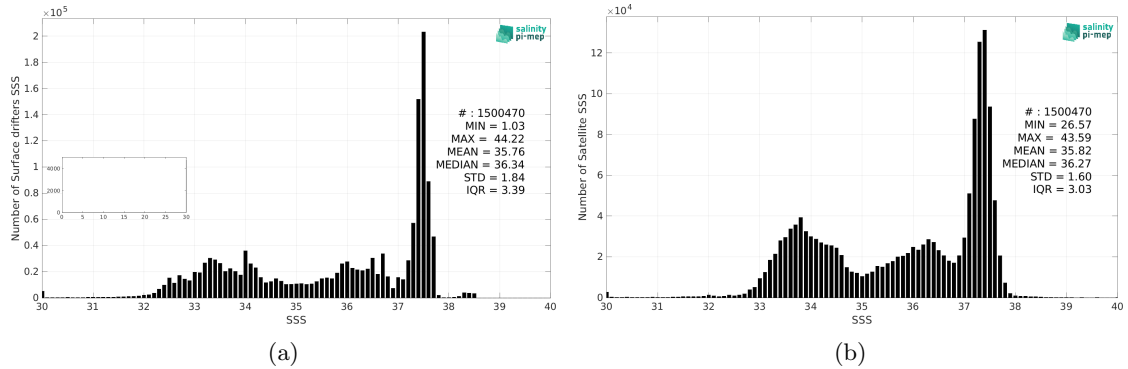 ×10^5
salinity
pi-mep
2
1.8
1.6
1.4
1.2
1
0.8
0.6
0.4
0.2
0
Number of Surface drifters SSS
# : 1500470
MIN = 1.03
MAX = 44.22
MEAN = 35.76
MEDIAN = 36.34
STD = 1.84
IQR = 3.39
4000
2000
0
0 5 10 15 20 25 30
30 31 32 33 34 35 36 37 38 39 40
SSS
(a)
×10^4
salinity
pi-mep
12
10
8
6
4
2
0
Number of Satellite SSS
# : 1500470
MIN = 26.57
MAX = 43.59
MEAN = 35.82
MEDIAN = 36.27
STD = 1.60
IQR = 3.03
30 31 32 33 34 35 36 37 38 39 40
SSS
(b)